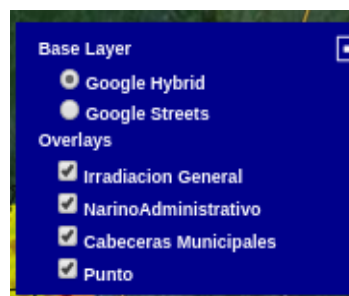 Base Layer
Google Hybrid
Google Streets
Overlays
Irradiacion General
NarinoAdministrativo
Cabeceras Municipales
Punto